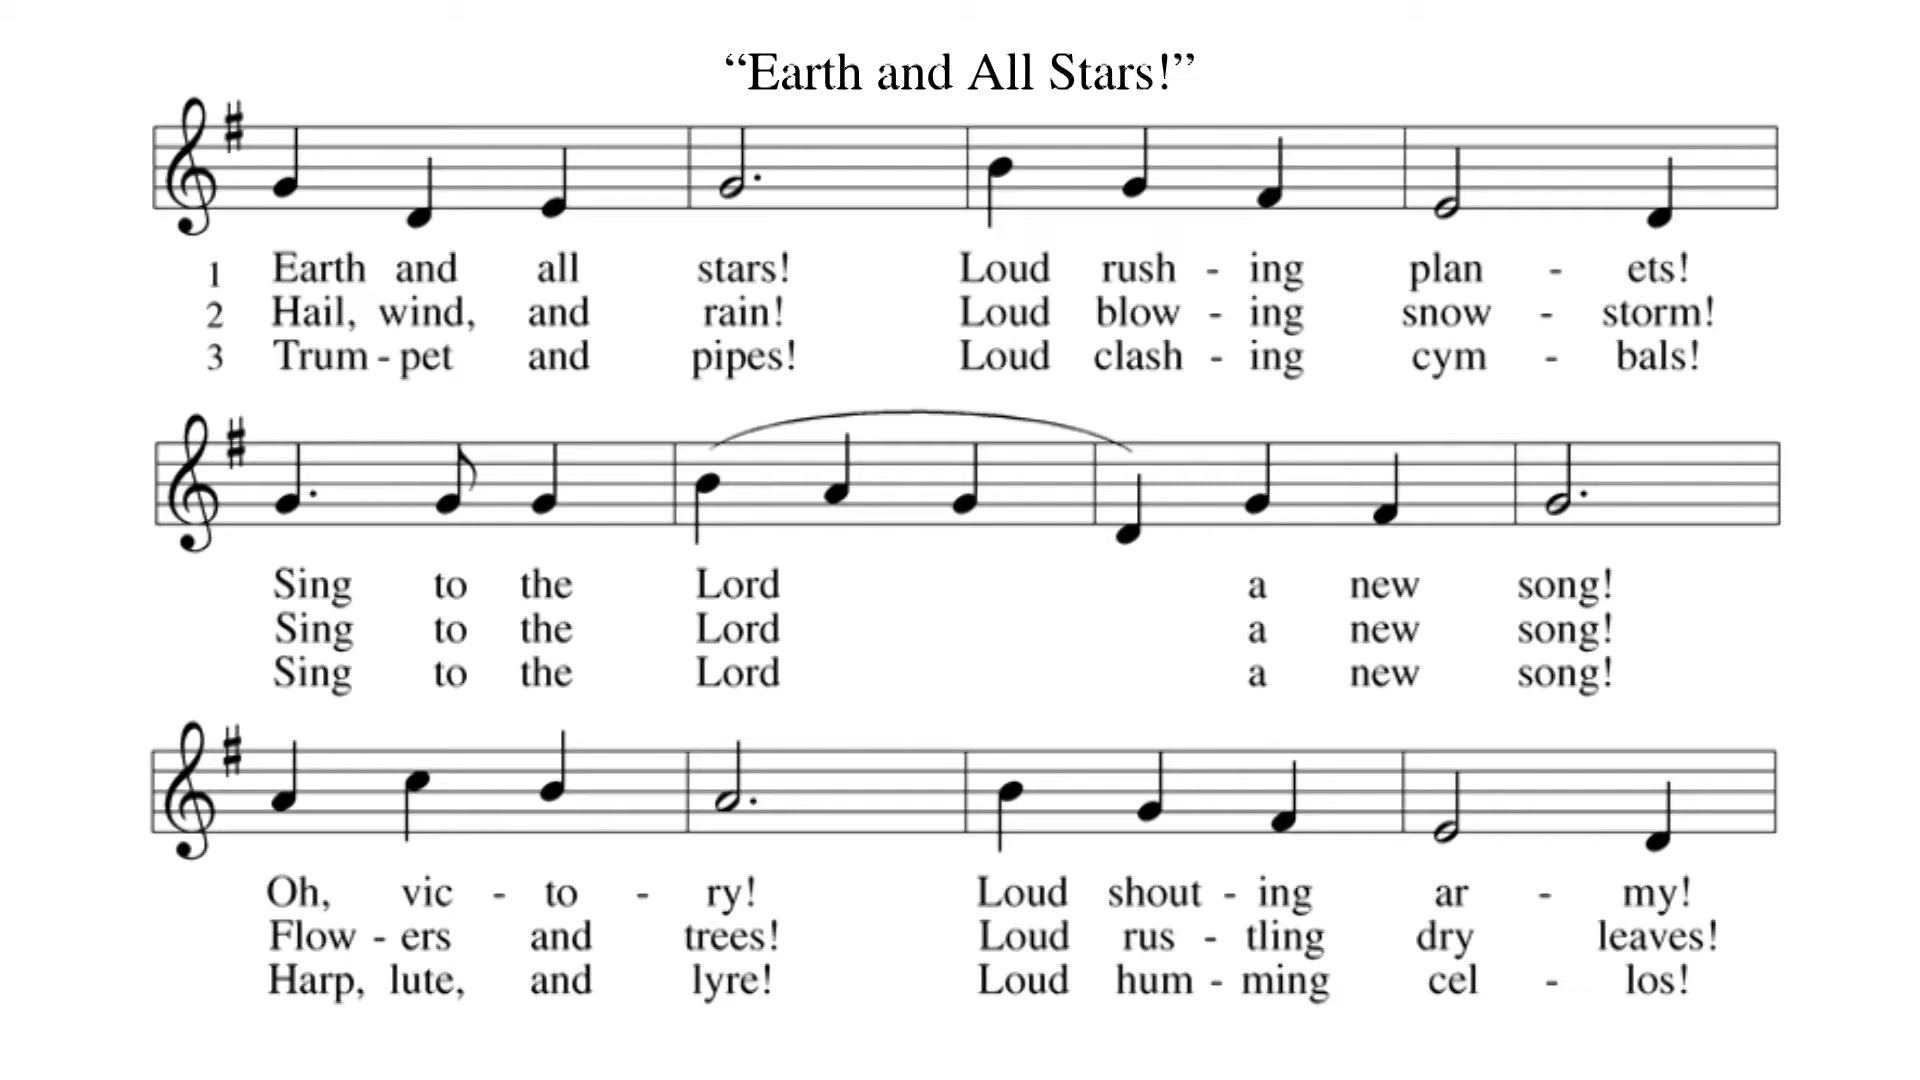 “Earth and All Stars!”
1 Earth and all stars! Loud rush - ing plan - ets!
2 Hail, wind, and rain! Loud blow - ing snow - storm!
3 Trum - pet and pipes! Loud clash - ing cym - bals!
Sing to the Lord a new song!
Sing to the Lord a new song!
Sing to the Lord a new song!
Oh, vic - to - ry! Loud shout - ing ar - my!
Flow - ers and trees! Loud rus - tling dry leaves!
Harp, lute, and lyre! Loud hum - ming cel - los!